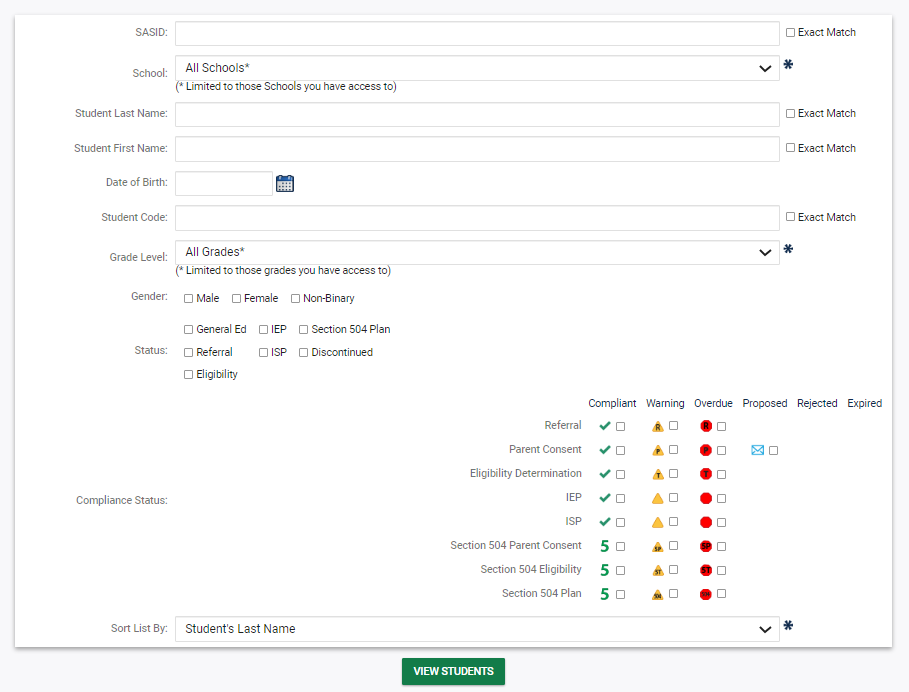 SASID: Exact Match
School: All Schools* *
(* Limited to those Schools you have access to)
Student Last Name: Exact Match
Student First Name: Exact Match
Date of Birth:
Student Code: Exact Match
Grade Level: All Grades* *
(* Limited to those grades you have access to)
Gender: Male Female Non-Binary
General Ed IEP Section 504 Plan
Status: Referral ISP Discontinued
Eligibility
Compliant Warning Overdue Proposed Rejected Expired
Referral R R
Parent Consent P P
Eligibility Determination T T
IEP
Compliance Status:
ISP
Section 504 Parent Consent 5 SP SP
Section 504 Eligibility 5 ST ST
Section 504 Plan 5
Sort List By: Student's Last Name *
VIEW STUDENTS